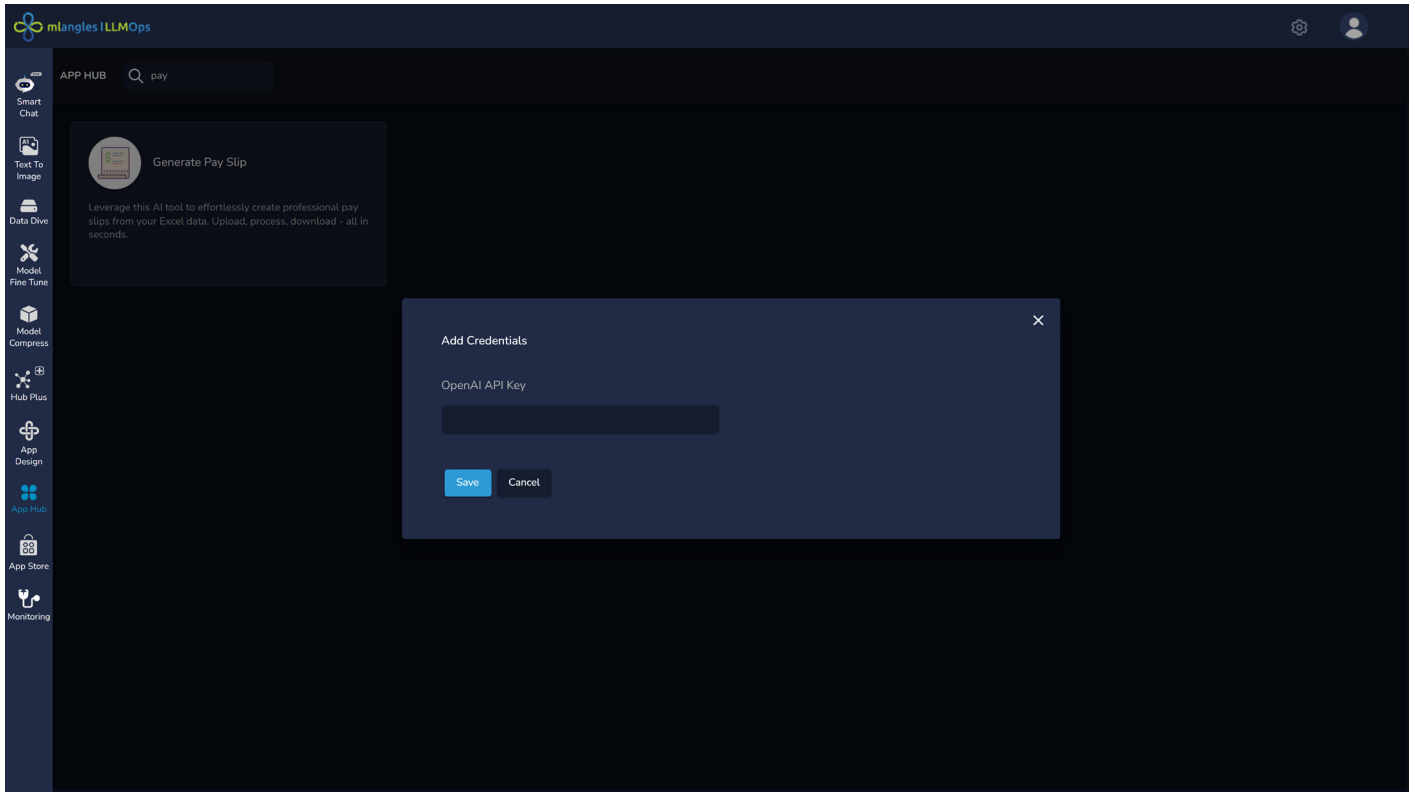 mlangles | LLMOps
APP HUB
pay
Smart
Chat
AI
Text To
Image
Data Dive
Model
Fine Tune
Model
Compress
Hub Plus
App
Design
App Hub
App Store
Monitoring
$
Generate Pay Slip
Leverage this AI tool to effortlessly create professional pay
slips from your Excel data. Upload, process, download - all in
seconds.
Add Credentials
OpenAI API Key
Save
Cancel